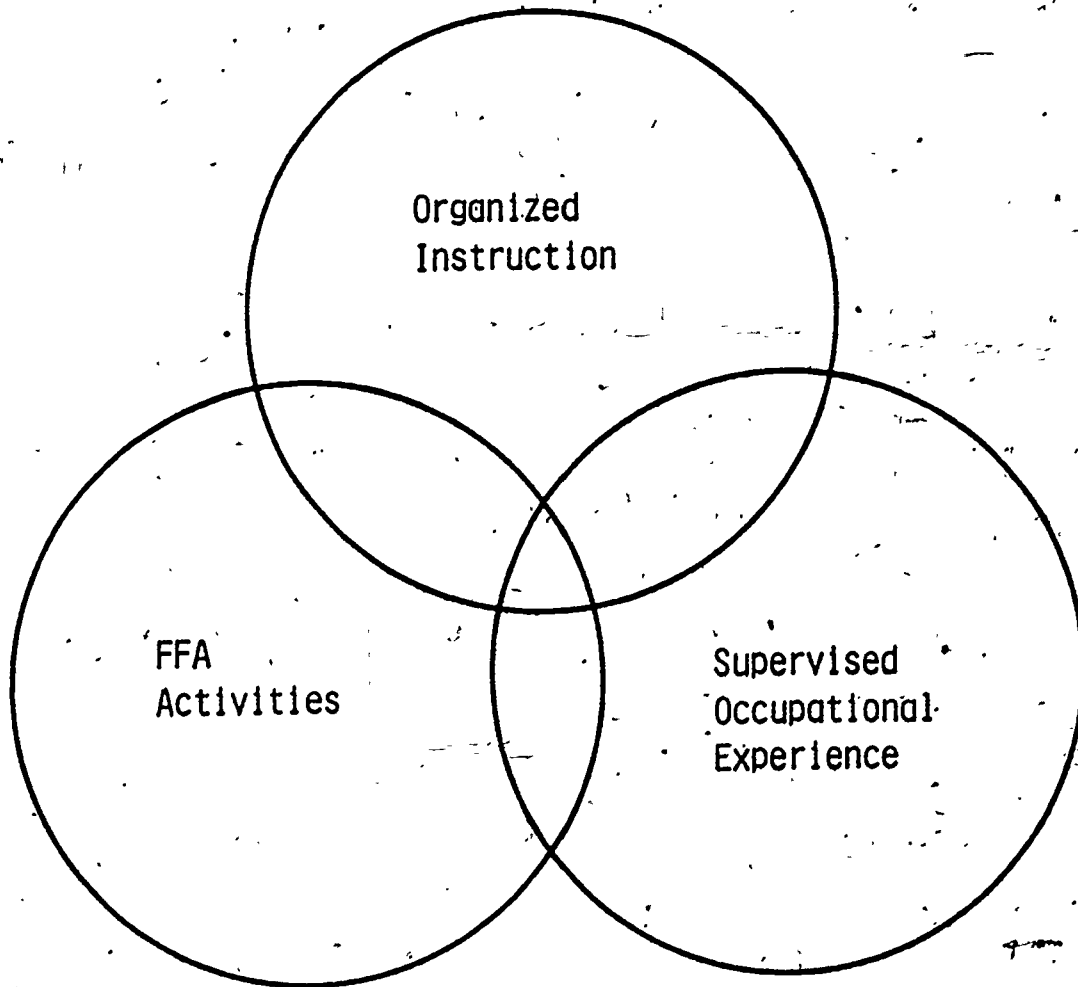 Organized
Instruction
FFA
Activities
Supervised
Occupational
Experience